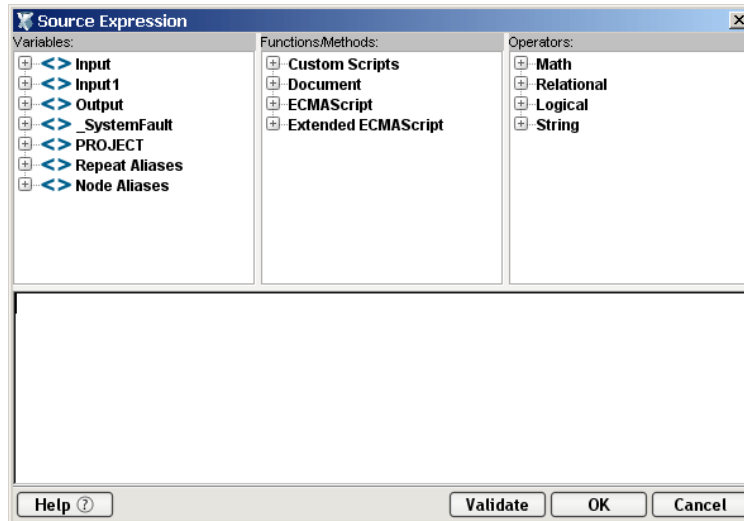 Source Expression
Variables: Functions/Methods: Operators:
<> Input
<> Input1
<> Output
<> _SystemFault
<> PROJECT
<> Repeat Aliases
<> Node Aliases
Custom Scripts
Document
ECMAScript
Extended ECMAScript
Math
Relational
Logical
String
Help ? Validate OK Cancel